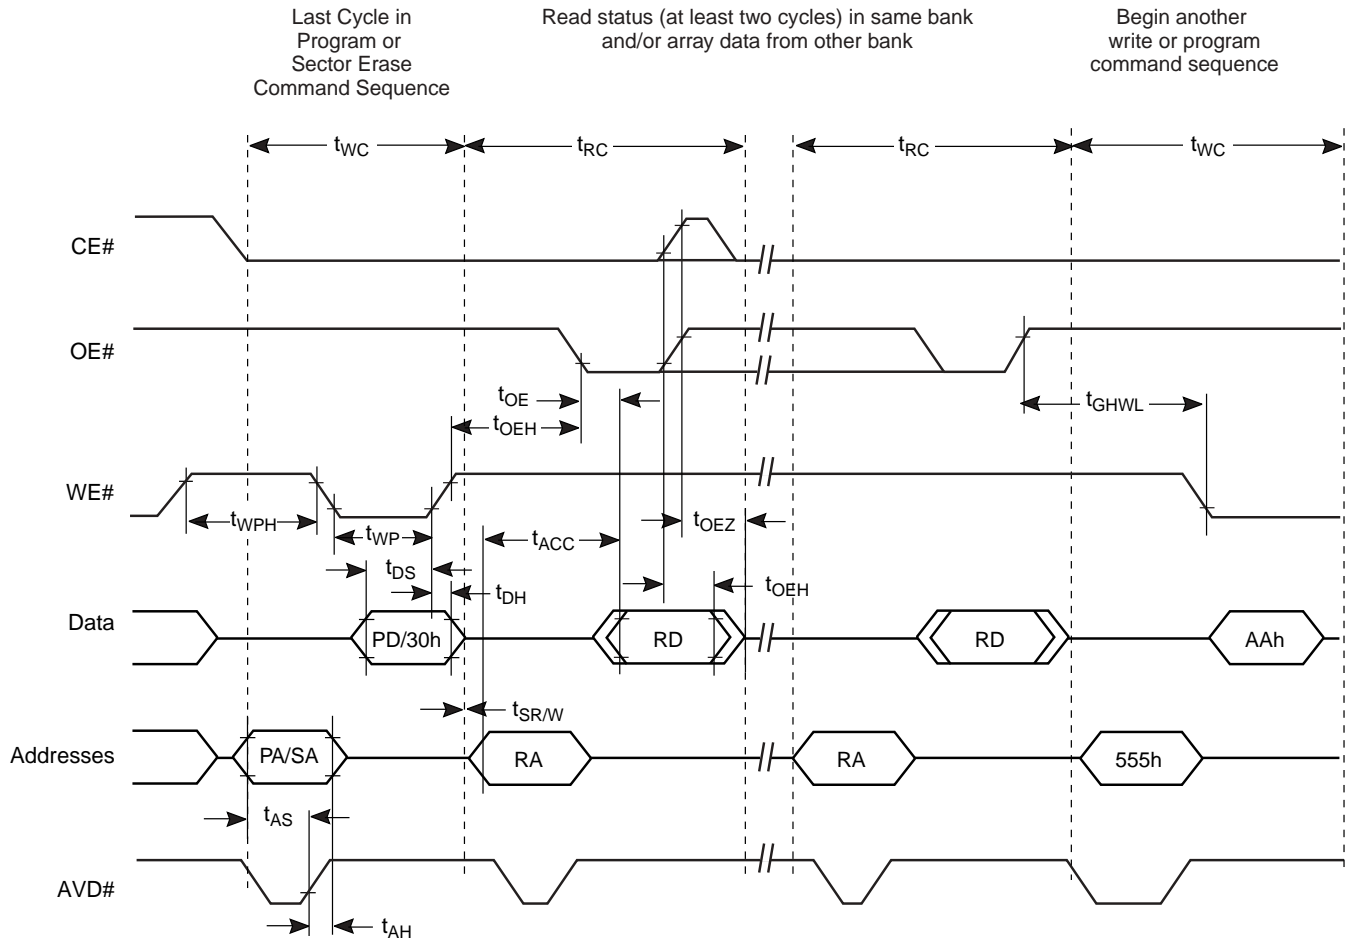 Last Cycle in
Program or
Sector Erase
Command Sequence
Read status (at least two cycles) in same bank
and/or array data from other bank
Begin another
write or program
command sequence
tWC
tRC
tRC
tWC
CE#
OE#
tOE
tOEH
tGHWL
WE#
tWPH
tWP
tACC
tOEZ
tDS
tDH
tOEH
Data
PD/30h
RD
RD
AAh
tSR/W
Addresses
PA/SA
RA
RA
555h
tAS
AVD#
tAH